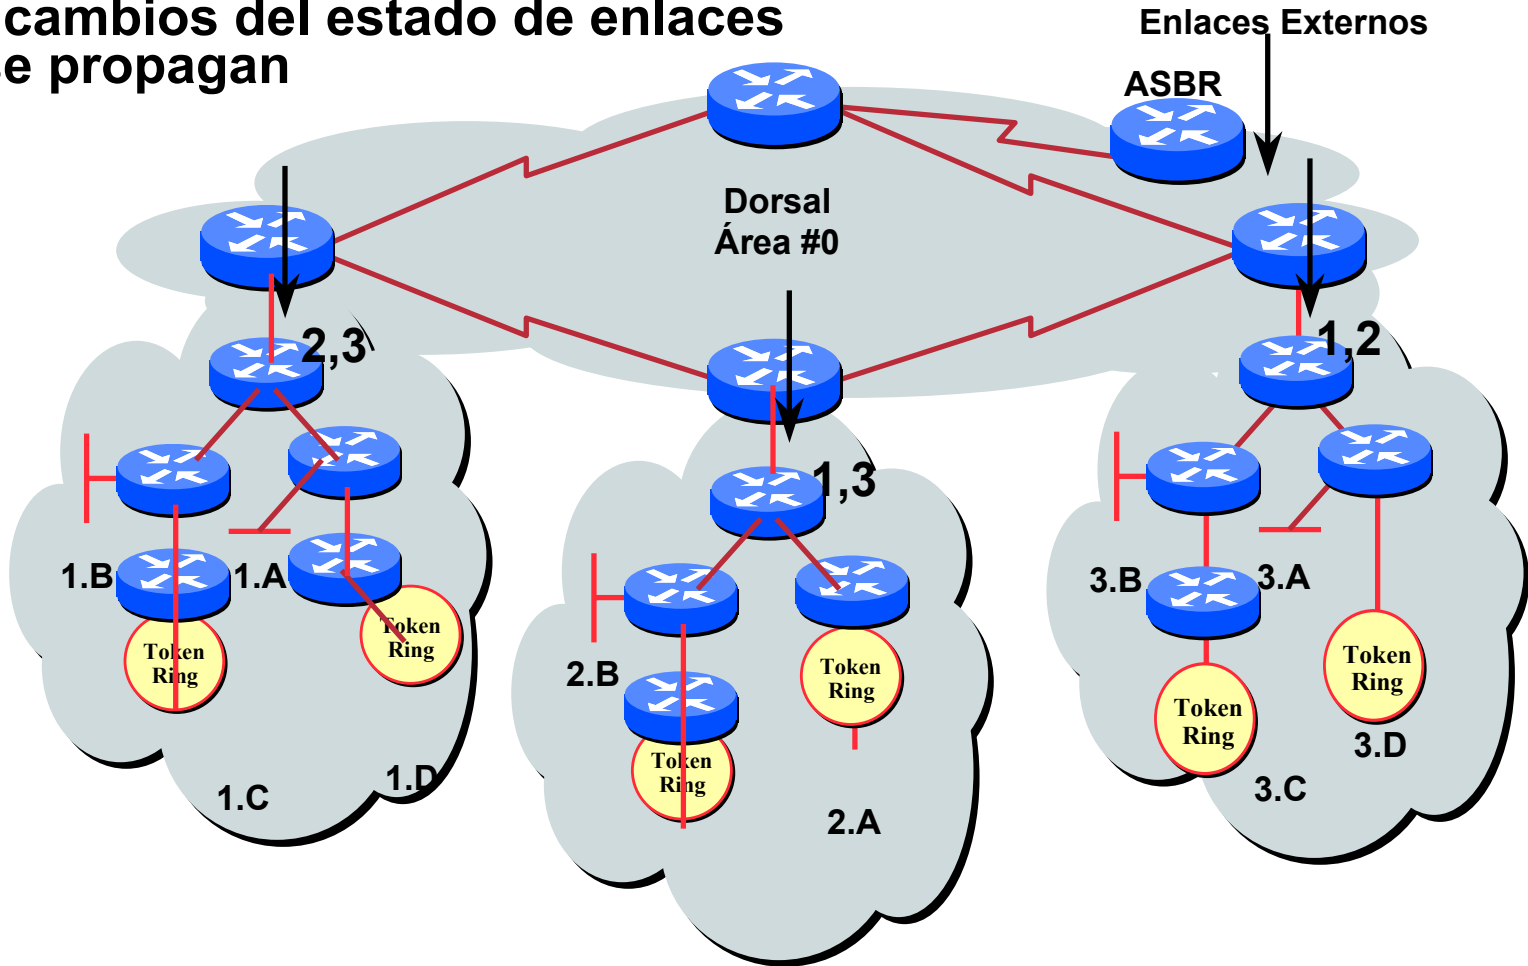 cambios del estado de enlaces
se propagan
Enlaces Externos
ASBR
Dorsal
Área #0
2,3
1,2
1,3
1.B
1.A
Token
Ring
Token
Ring
1.C
1.D
2.B
Token
Ring
Token
Ring
2.A
3.B
3.A
Token
Ring
Token
Ring
3.D
3.C